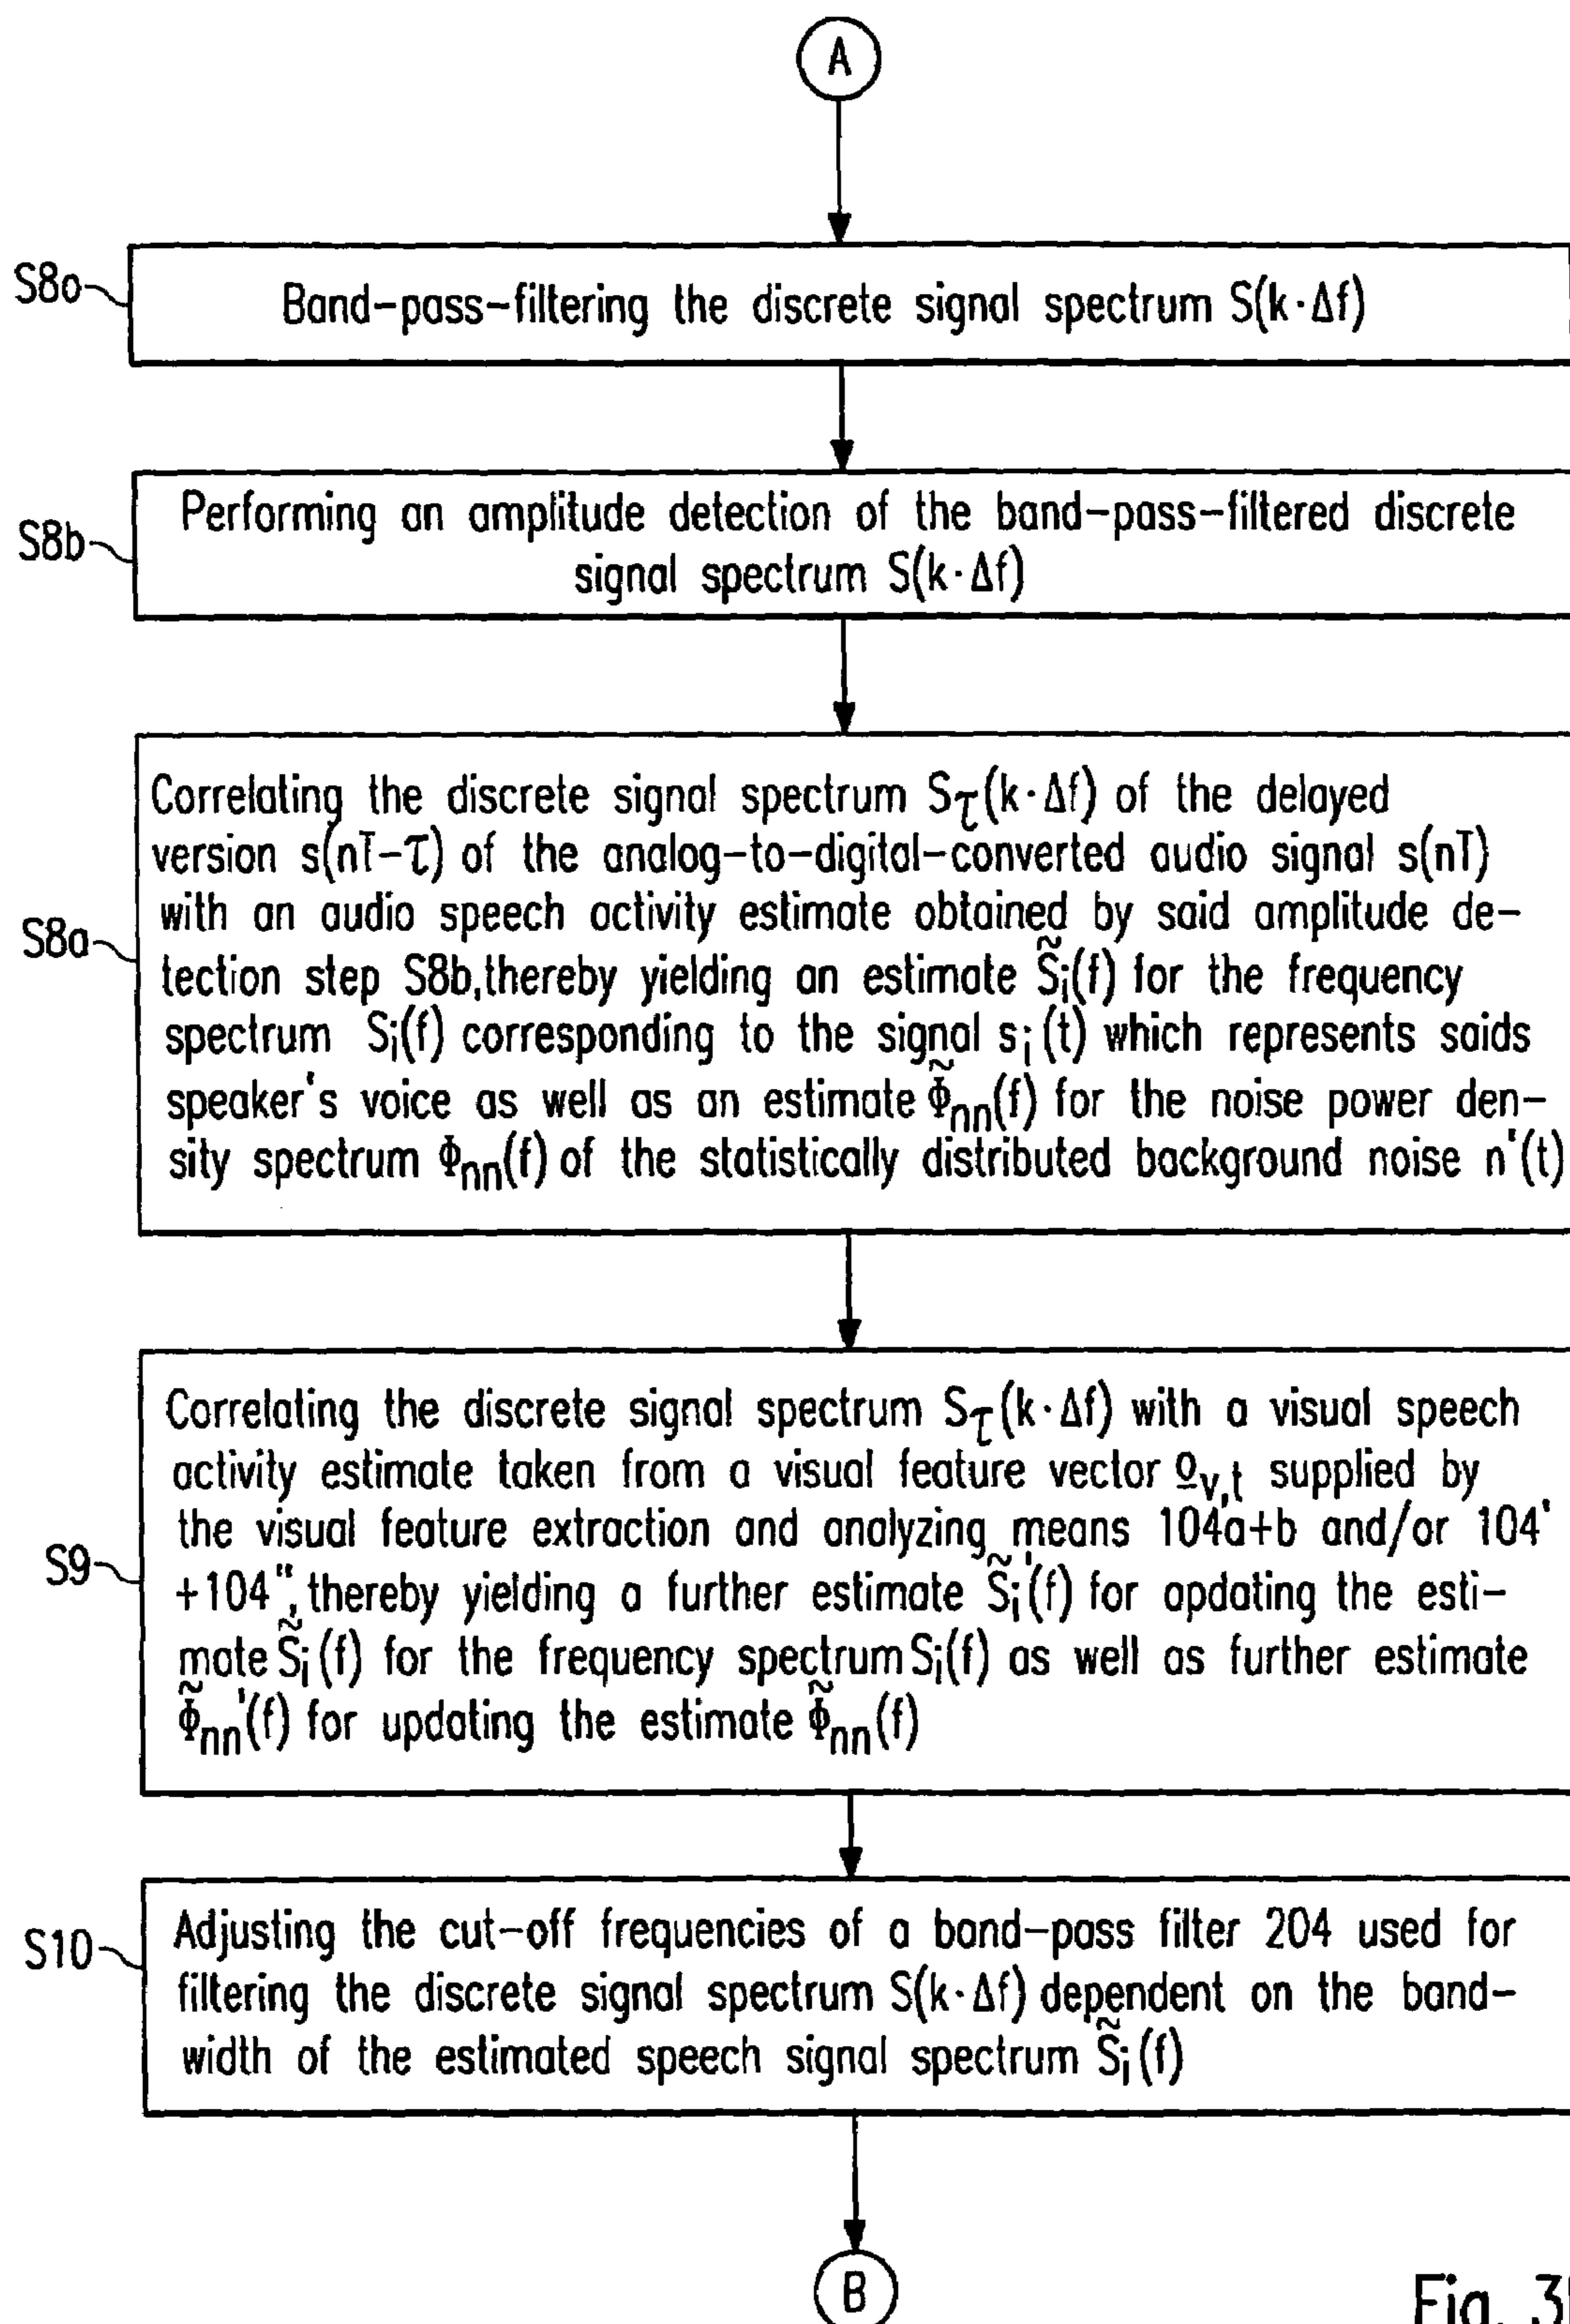 A
S8o
Band-pass-filtering the discrete signal spectrum S(k·Δf)
S8b
Performing an amplitude detection of the band-pass-filtered discrete
signal spectrum S(k·Δf)
S8a
Correlating the discrete signal spectrum Sτ(k·Δf) of the delayed
version s(nT-τ) of the analog-to-digital-converted audio signal s(nT)
with an audio speech activity estimate obtained by said amplitude de-
tection step S8b,thereby yielding an estimate S̃i(f) for the frequency
spectrum Si(f) corresponding to the signal si(t) which represents saids
speaker's voice as well as an estimate Φ̃nn(f) for the noise power den-
sity spectrum Φnn(f) of the statistically distributed background noise n'(t)
S9
Correlating the discrete signal spectrum Sτ(k·Δf) with a visual speech
activity estimate taken from a visual feature vector o̲v,t supplied by
the visual feature extraction and analyzing means 104'a+b and/or 104'
+104",thereby yielding a further estimate S̃i'(f) for apdating the esti-
mate S̃i(f) for the frequency spectrum Si(f) as well as further estimate
Φ̃nn'(f) for updating the estimate Φ̃nn(f)
S10
Adjusting the cut-off frequencies of a band-pass filter 204 used for
filtering the discrete signal spectrum S(k·Δf) dependent on the band-
width of the estimated speech signal spectrum S̃i(f)
B
Fig.